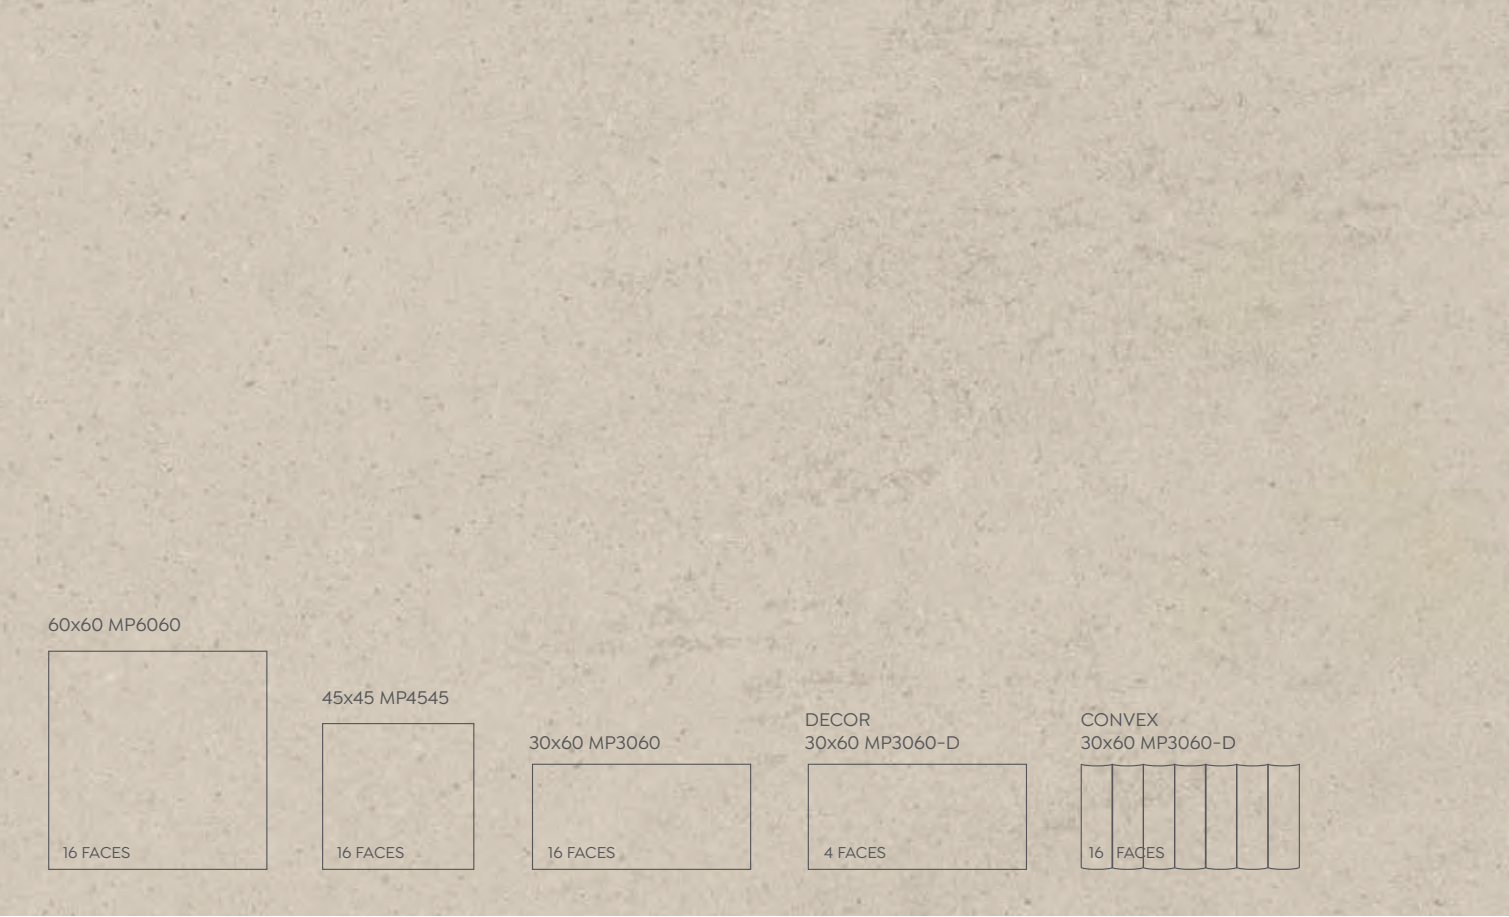 60x60 MP6060
16 FACES
45x45 MP4545
16 FACES
30x60 MP3060
16 FACES
DECOR
30x60 MP3060-D
4 FACES
CONVEX
30x60 MP3060-D
16 FACES